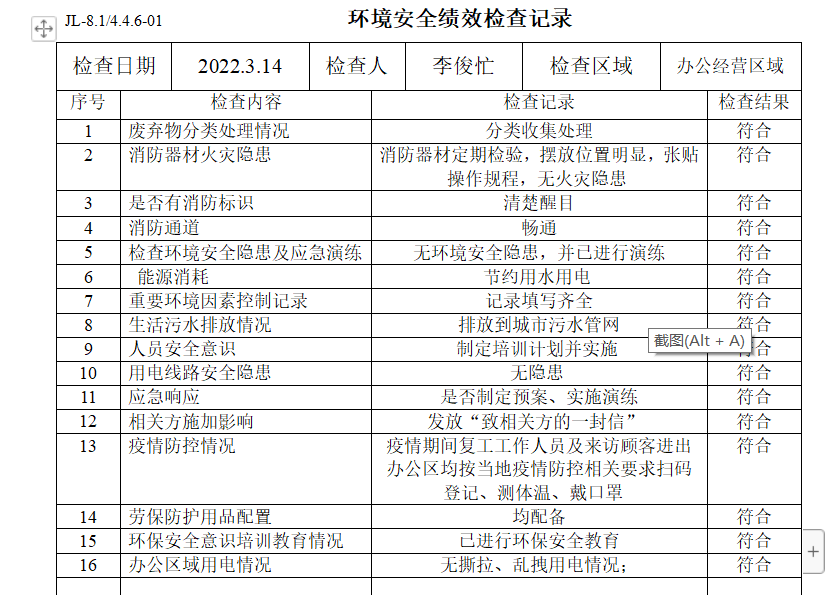 JL-8.1/4.4.6-01
环境安全绩效检查记录
检查日期 2022.3.14 检查人 李俊忙 检查区域 办公经营区域
序号 检查内容 检查记录 检查结果
1 废弃物分类处理情况 分类收集处理 符合
2 消防器材火灾隐患 消防器材定期检验，摆放位置明显，张贴 符合
操作规程，无火灾隐患
3 是否有消防标识 清楚醒目 符合
4 消防通道 畅通 符合
5 检查环境安全隐患及应急演练 无环境安全隐患，并已进行演练 符合
6 能源消耗 节约用水用电 符合
7 重要环境因素控制记录 记录填写齐全 符合
8 生活污水排放情况 排放到城市污水管网 符合
截图(Alt + A)
9 人员安全意识 制定培训计划并实施 符合
10 用电线路安全隐患 无隐患 符合
11 应急响应 是否制定预案、实施演练 符合
12 相关方施加影响 发放“致相关方的一封信” 符合
13 疫情防控情况 疫情期间复工工作人员及来访顾客进出 符合
办公区均按当地疫情防控相关要求扫码
登记、测体温、戴口罩
14 劳保防护用品配置 均配备 符合
15 环保安全意识培训教育情况 已进行环保安全教育 符合
16 办公区域用电情况 无撕拉、乱拽用电情况； 符合